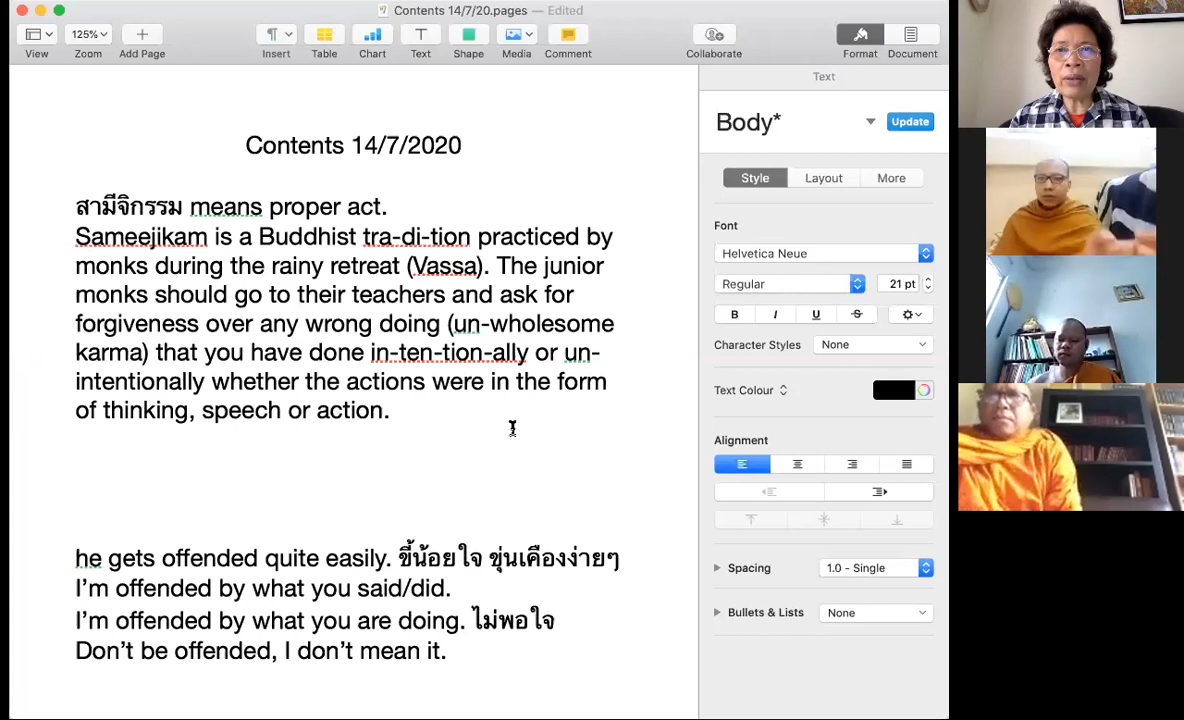 Contents 14/7/20.pages — Edited
125%
View
Zoom
Add Page
Insert
Table
Chart
Text
Shape
Media
Comment
Collaborate
Format
Document
Contents 14/7/2020
สามีจิกรรม means proper act.
Sameejikam is a Buddhist tra-di-tion practiced by
monks during the rainy retreat (Vassa). The junior
monks should go to their teachers and ask for
forgiveness over any wrong doing (un-wholesome
karma) that you have done in-ten-tion-ally or un-
intentionally whether the actions were in the form
of thinking, speech or action.
he gets offended quite easily. ขี้น้อยใจ ขุ่นเคืองง่ายๆ
I’m offended by what you said/did.
I’m offended by what you are doing. ไม่พอใจ
Don’t be offended, I don’t mean it.
Text
Body*
Update
Style
Layout
More
Font
Helvetica Neue
Regular
21 pt
B I U S
Character Styles
None
Text Colour
Alignment
Spacing
1.0 - Single
Bullets & Lists
None